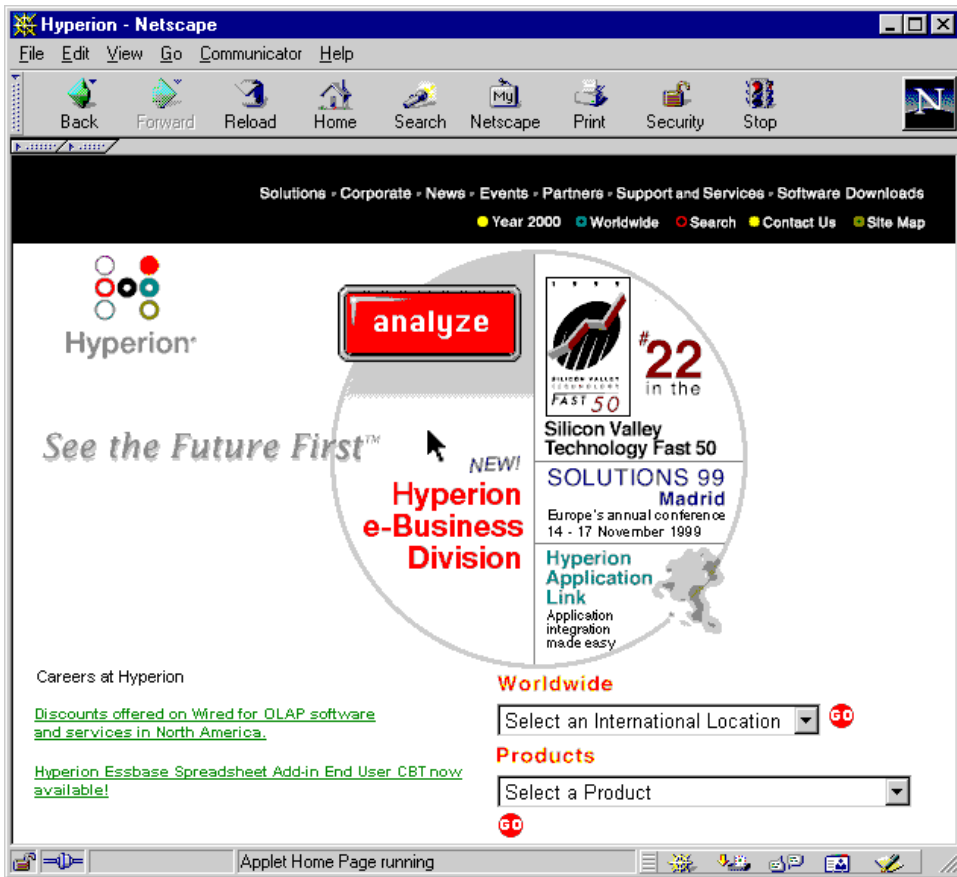 Hyperion - Netscape
File Edit View Go Communicator Help
Back Forward Reload Home Search Netscape Print Security Stop
My
N
Solutions Corporate News Events Partners Support and Services Software Downloads
Year 2000 Worldwide Search Contact Us Site Map
Hyperion
analyze
See the Future First™
NEW!
Hyperion
e-Business
Division
1999
SILICON VALLEY
TECHNOLOGY
FAST 50
#22
in the
Silicon Valley
Technology Fast 50
SOLUTIONS 99
Madrid
Europe's annual conference
14 - 17 November 1999
Hyperion
Application
Link
Application
integration
made easy
Careers at Hyperion
Discounts offered on Wired for OLAP software
and services in North America.
Hyperion Essbase Spreadsheet Add-in End User CBT now
available!
Worldwide
Select an International Location GO
Products
Select a Product
GO
Applet Home Page running